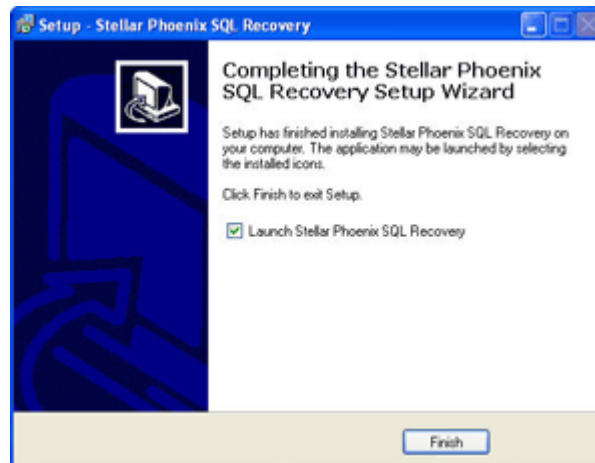 Setup - Stellar Phoenix SQL Recovery
Completing the Stellar Phoenix
SQL Recovery Setup Wizard
Setup has finished installing Stellar Phoenix SQL Recovery on
your computer. The application may be launched by selecting
the installed icons.
Click Finish to exit Setup.
Launch Stellar Phoenix SQL Recovery
Finish